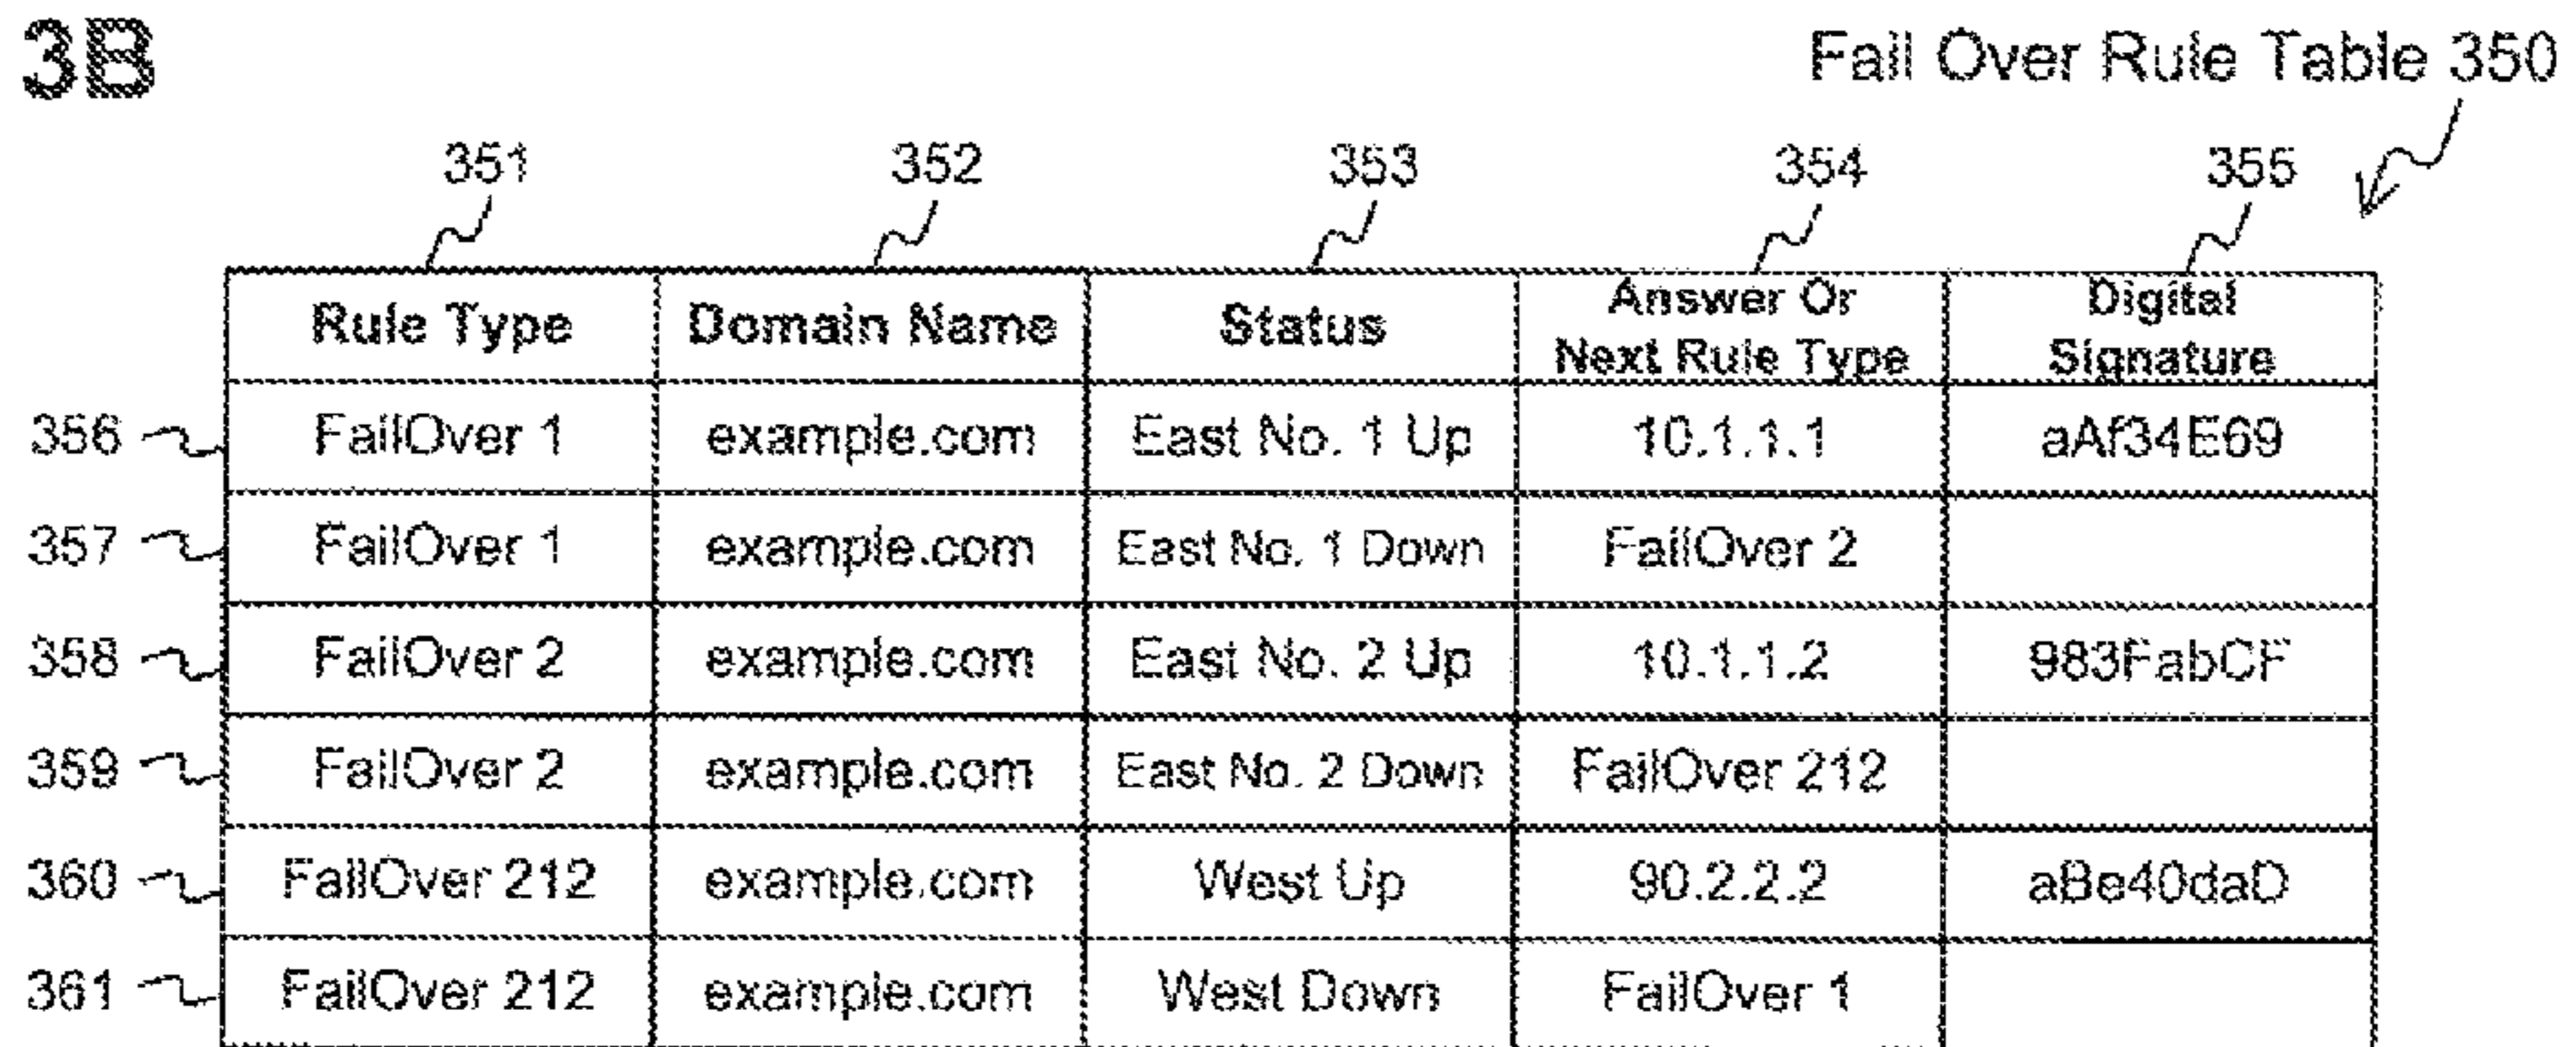 3B
Fail Over Rule Table 350
351 352 353 354 355
Rule Type Domain Name Status Answer Or Next Rule Type Digital Signature
356 FailOver 1 example.com East No. 1 Up 10.1.1.1 aAf34E69
357 FailOver 1 example.com East No. 1 Down FailOver 2
358 FailOver 2 example.com East No. 2 Up 10.1.1.2 983FabCF
359 FailOver 2 example.com East No. 2 Down FailOver 212
360 FailOver 212 example.com West Up 90.2.2.2 aBe40daD
361 FailOver 212 example.com West Down FailOver 1